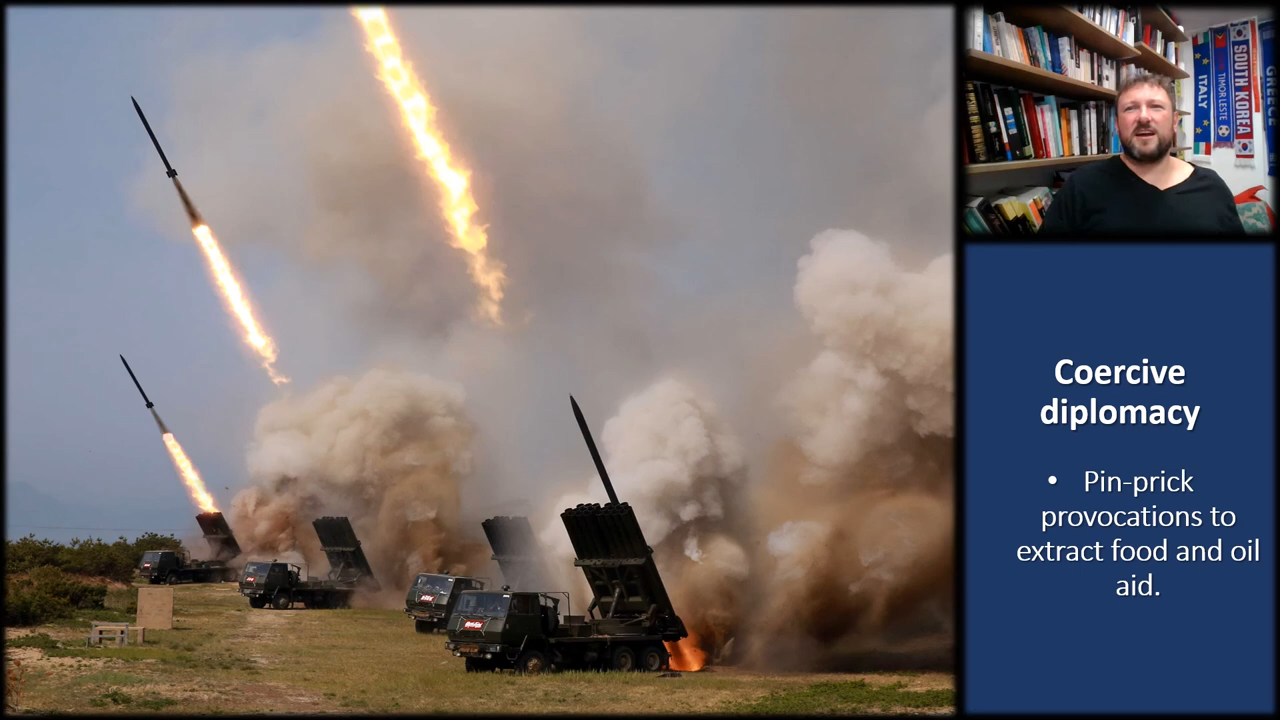 ITALY
TIMOR LESTE
SOUTH KOREA
GREECE
Coercive
diplomacy
• Pin-prick
provocations to
extract food and oil
aid.